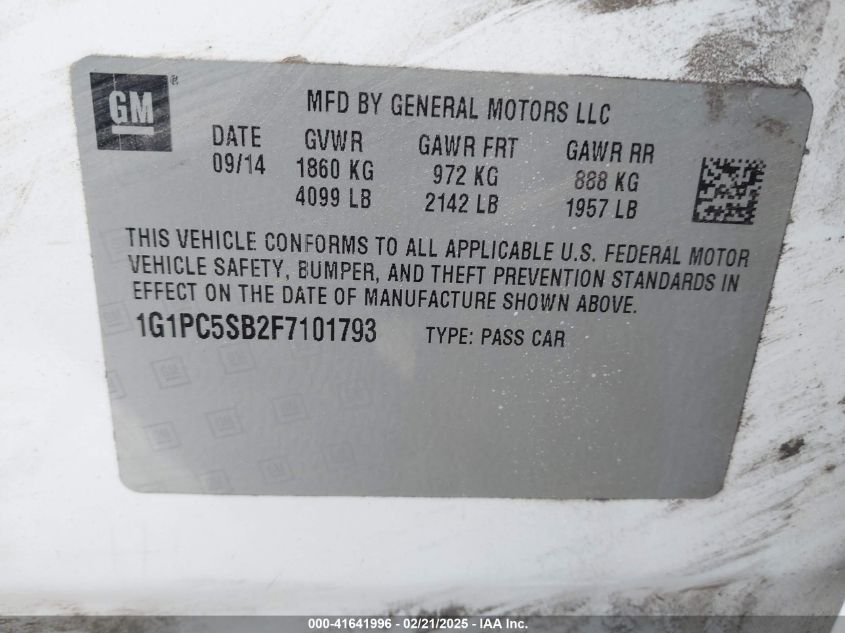 GM ®
MFD BY GENERAL MOTORS LLC
DATE GVWR GAWR FRT GAWR RR
09/14 1860 KG 972 KG 888 KG
4099 LB 2142 LB 1957 LB
THIS VEHICLE CONFORMS TO ALL APPLICABLE U.S. FEDERAL MOTOR
VEHICLE SAFETY, BUMPER, AND THEFT PREVENTION STANDARDS IN
EFFECT ON THE DATE OF MANUFACTURE SHOWN ABOVE.
1G1PC5SB2F7101793 TYPE: PASS CAR
000-41641996 - 02/21/2025 - IAA Inc.